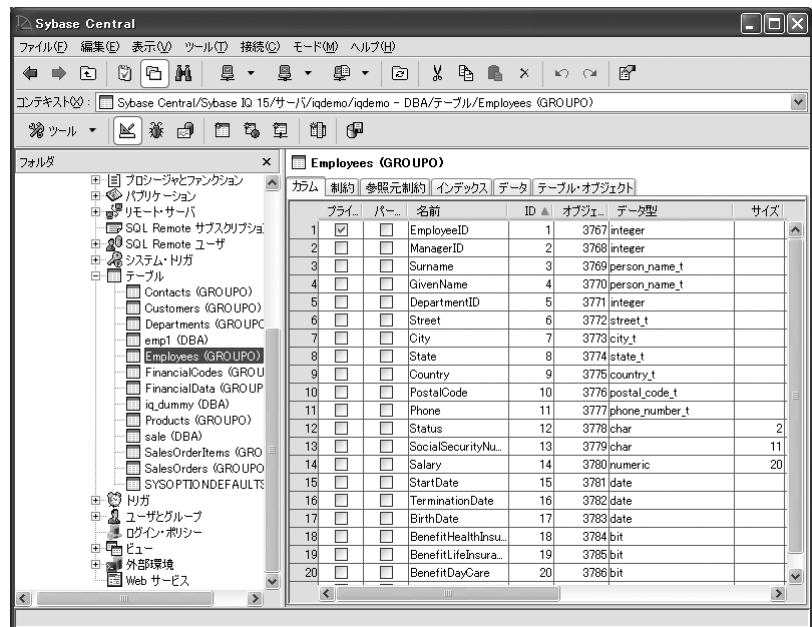 Sybase Central
ファイル(F) 編集(E) 表示(V) ツール(T) 接続(C) モード(M) ヘルプ(H)
コンテキスト(X): Sybase Central/Sybase IQ 15/サーバ/iqdemo/iqdemo - DBA/テーブル/Employees (GROUPO)
ツール
フォルダ
プロシージャとファンクション
パブリケーション
リモート・サーバ
SQL Remote サブスクリプショ
SQL Remote ユーザ
システム・トリガ
テーブル
Contacts (GROUPO)
Customers (GROUPO)
Departments (GROUPO
emp1 (DBA)
Employees (GROUPO)
FinancialCodes (GROU
FinancialData (GROUP
iq_dummy (DBA)
Products (GROUPO)
sale (DBA)
SalesOrderItems (GRO
SalesOrders (GROUPO
SYSOPTIONDEFAULTS
トリガ
ユーザとグループ
ログイン・ポリシー
ビュー
外部環境
Web サービス
Employees (GROUPO)
カラム 制約 参照元制約 インデックス データ テーブル・オブジェクト
プライ... パー... 名前 ID オブジェ... データ型 サイズ
1 EmployeeID 1 3767 integer
2 ManagerID 2 3768 integer
3 Surname 3 3769 person_name_t
4 GivenName 4 3770 person_name_t
5 DepartmentID 5 3771 integer
6 Street 6 3772 street_t
7 City 7 3773 city_t
8 State 8 3774 state_t
9 Country 9 3775 country_t
10 PostalCode 10 3776 postal_code_t
11 Phone 11 3777 phone_number_t
12 Status 12 3778 char 2
13 SocialSecurityNu... 13 3779 char 11
14 Salary 14 3780 numeric 20
15 StartDate 15 3781 date
16 TerminationDate 16 3782 date
17 BirthDate 17 3783 date
18 BenefitHealthInsu... 18 3784 bit
19 BenefitLifeInsura... 19 3785 bit
20 BenefitDayCare 20 3786 bit